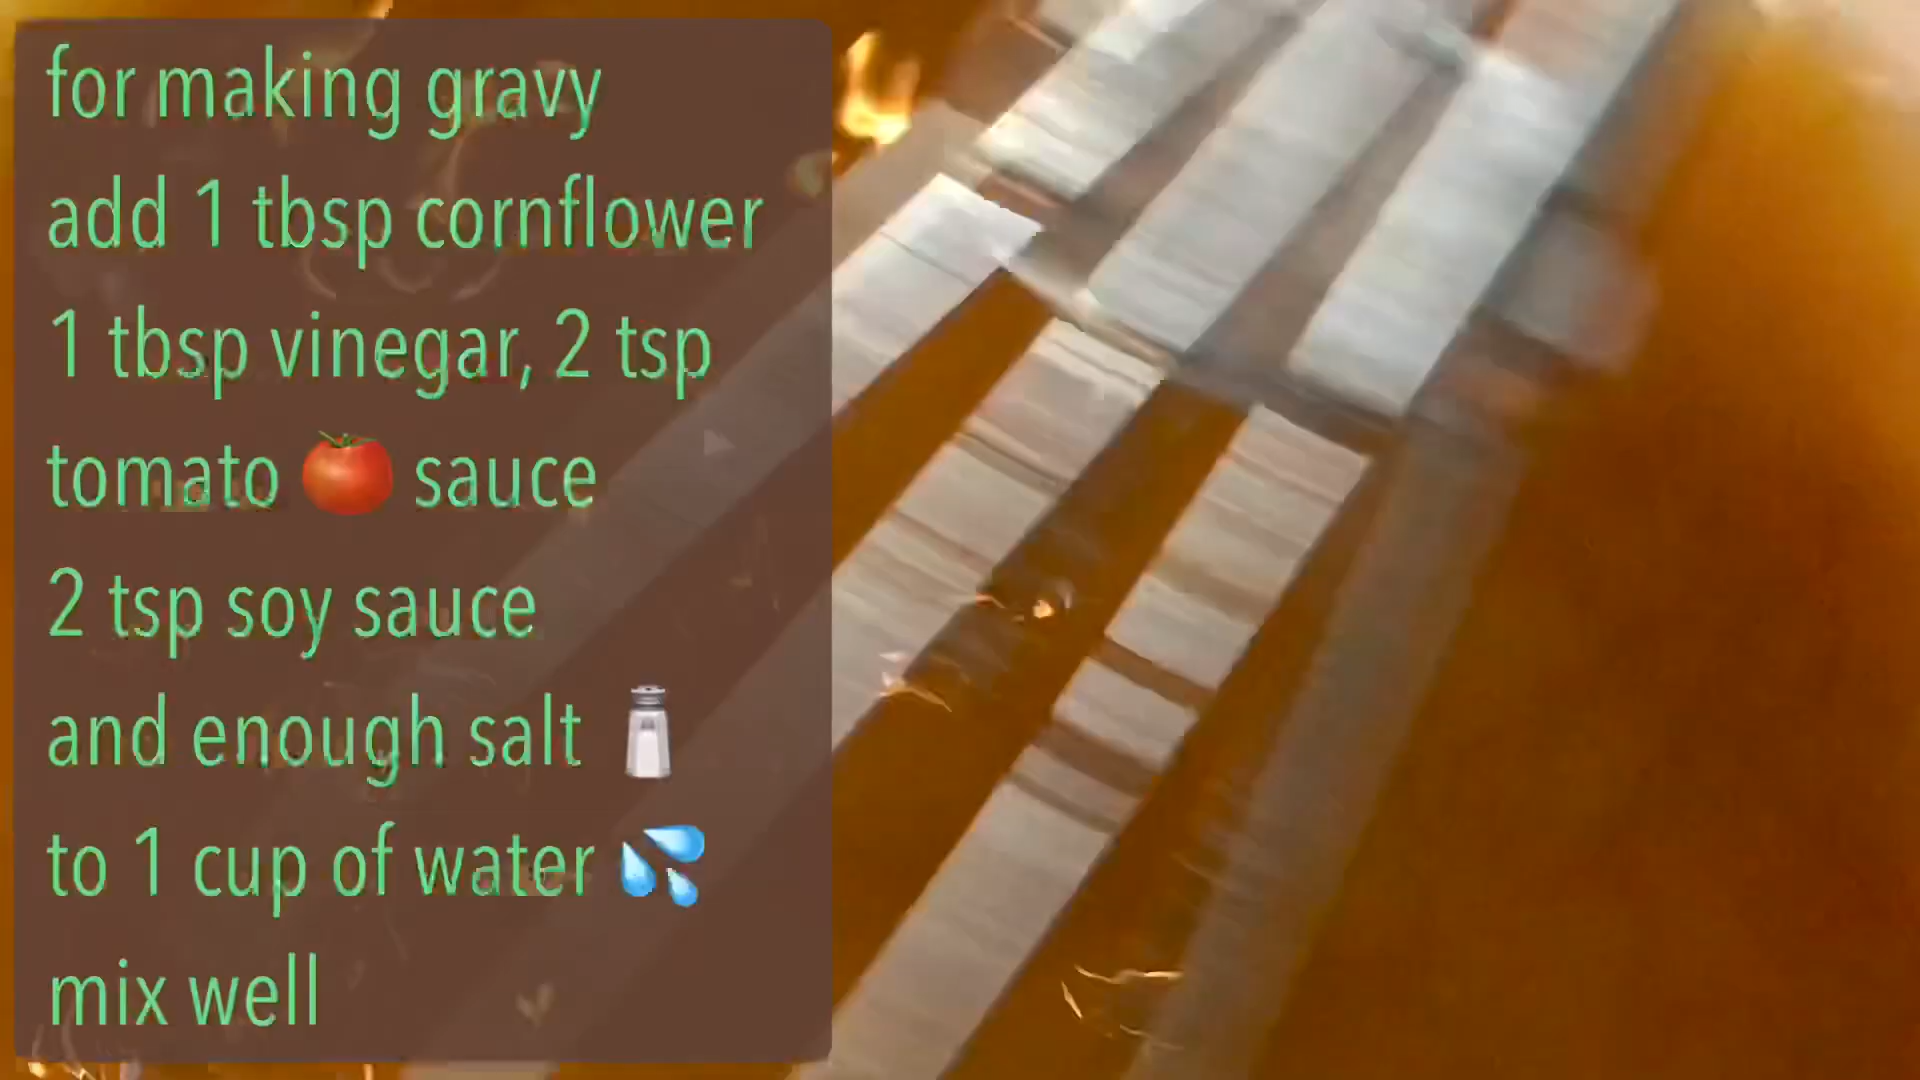 for making gravy
add 1 tbsp cornflower
1 tbsp vinegar, 2 tsp
tomato 🍅 sauce
2 tsp soy sauce
and enough salt 🧂
to 1 cup of water 💦
mix well